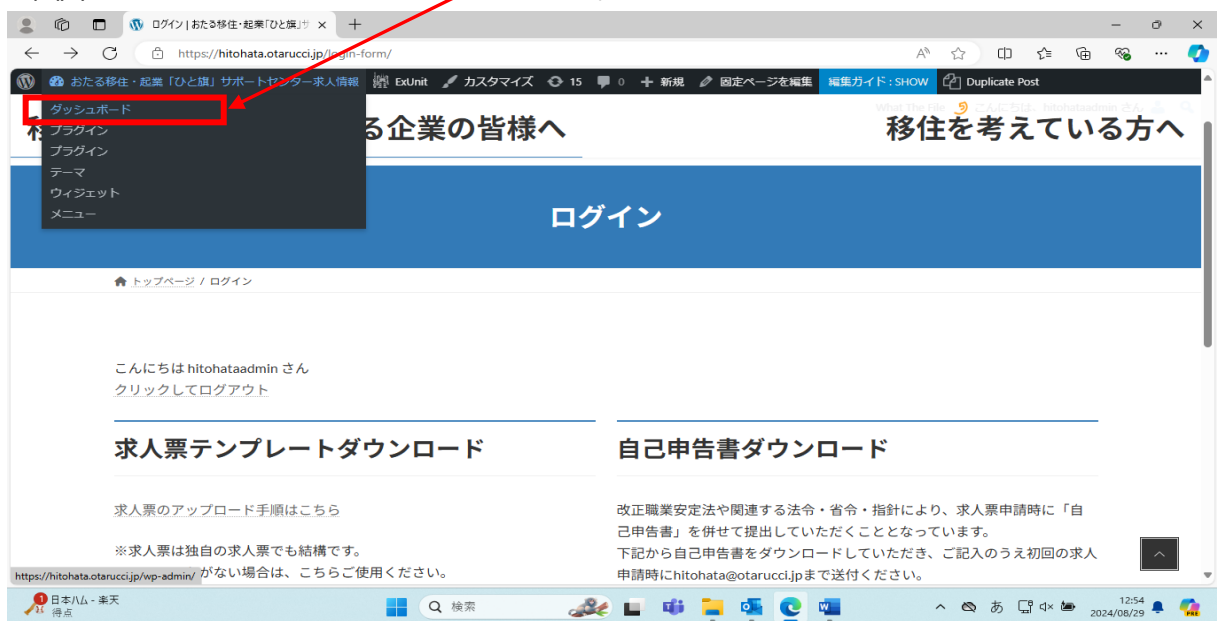 ログイン | おたる移住・起業「ひと旗」サ
https://hitohata.otarucci.jp/login-form/
おたる移住・起業「ひと旗」サポートセンター求人情報 ExUnit カスタマイズ 15 0 新規 固定ページを編集 編集ガイド : SHOW Duplicate Post
What The File こんにちは、hitohataadmin さん
ダッシュボード
プラグイン
プラグイン
テーマ
ウィジェット
メニュー
る企業の皆様へ
移住を考えている方へ
ログイン
トップページ / ログイン
こんにちは hitohataadmin さん
クリックしてログアウト
求人票テンプレートダウンロード
求人票のアップロード手順はこちら
※求人票は独自の求人票でも結構です。
がない場合は、こちらご使用ください。
自己申告書ダウンロード
改正職業安定法や関連する法令・省令・指針により、求人票申請時に「自
己申告書」を併せて提出していただくこととなって
います。
下記から自己申告書をダウンロードしていただき、ご記入のうえ初回の求人
申請時にhitohata@otarucci.jpまで送付ください。
https://hitohata.otarucci.jp/wp-admin/
1
日本ハム - 楽天
得点
検索
あ
12:54
2024/08/29
PRE